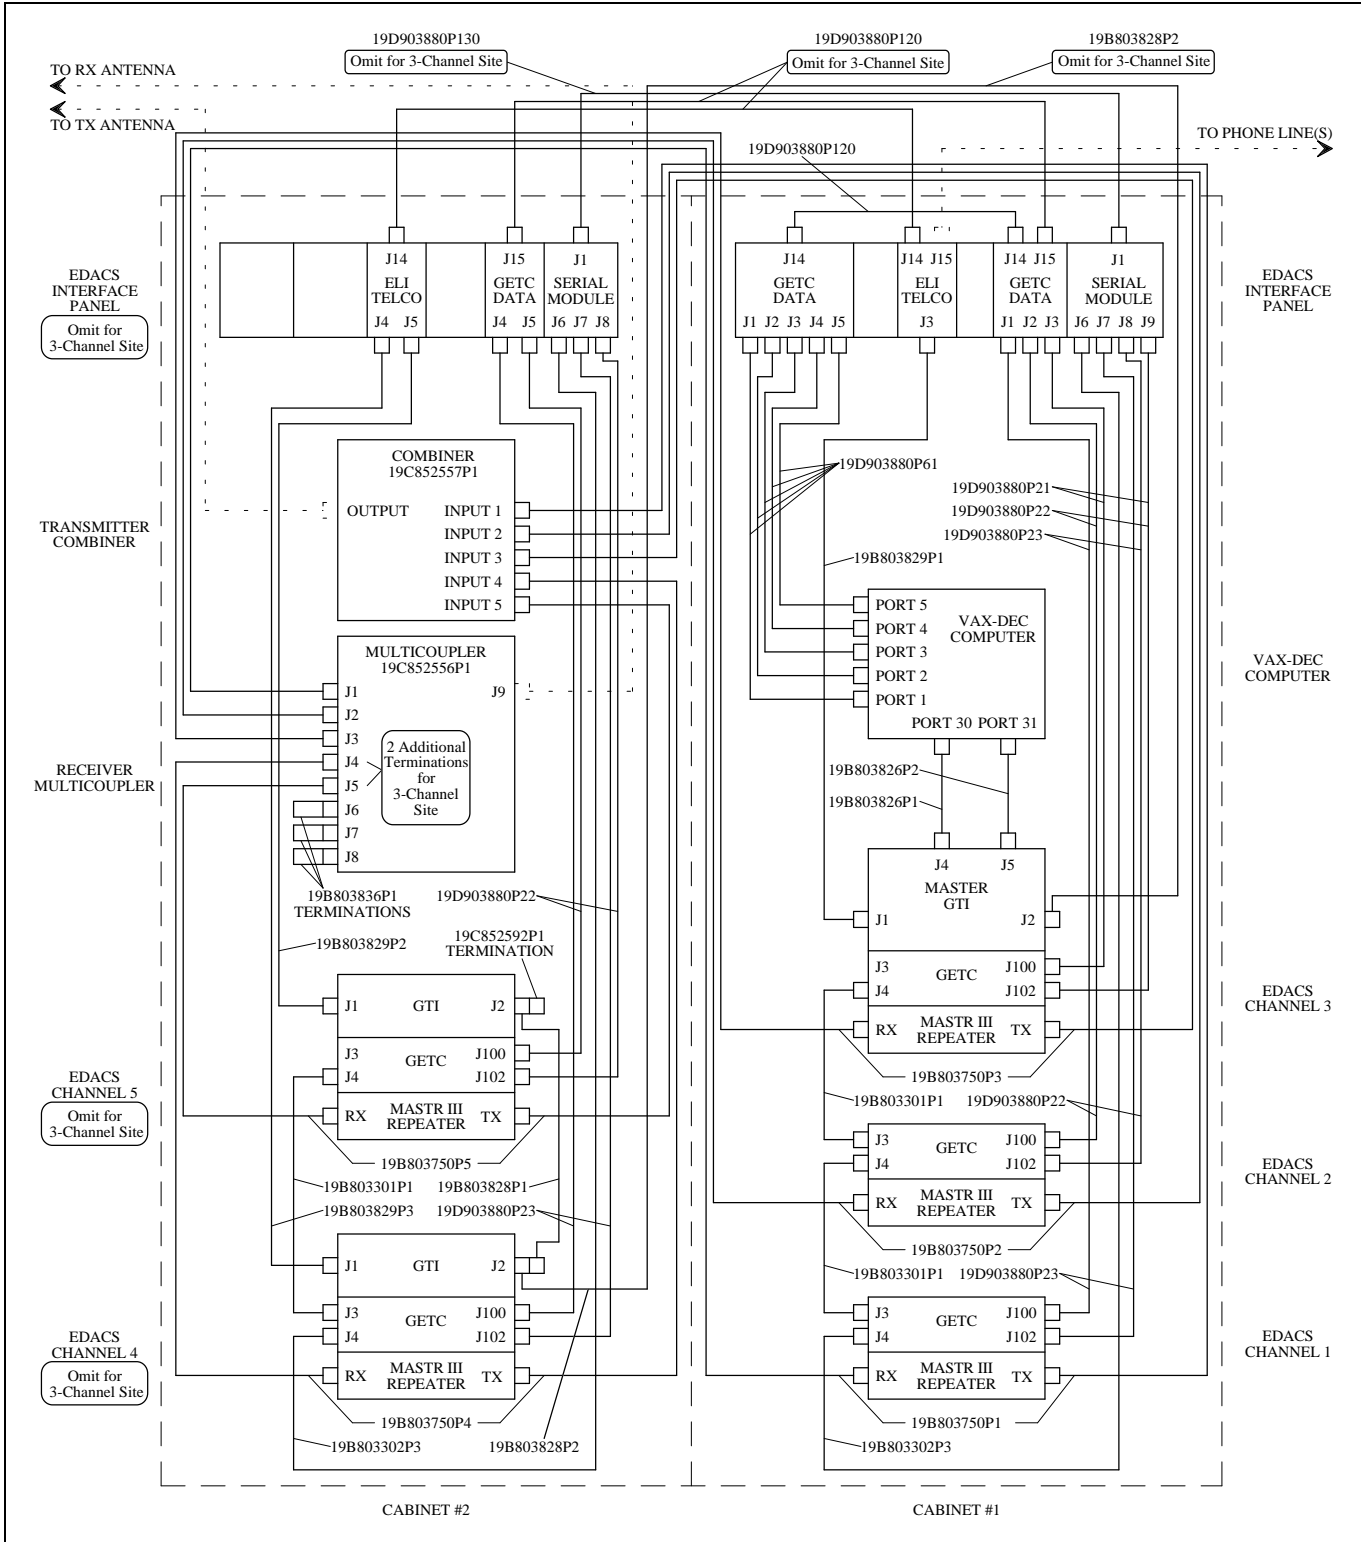 19D903880P130
Omit for 3-Channel Site
19D903880P120
Omit for 3-Channel Site
19B803828P2
Omit for 3-Channel Site
TO RX ANTENNA
TO TX ANTENNA
TO PHONE LINE(S)
19D903880P120
EDACS
INTERFACE
PANEL
Omit for
3-Channel Site
J14
ELI
TELCO
J4 J5
J15
GETC
DATA
J4 J5
J1
SERIAL
MODULE
J6 J7 J8
J14
GETC
DATA
J1 J2 J3 J4 J5
J14 J15
ELI
TELCO
J3
J14 J15
GETC
DATA
J1 J2 J3
J1
SERIAL
MODULE
J6 J7 J8 J9
EDACS
INTERFACE
PANEL
TRANSMITTER
COMBINER
COMBINER
19C852557P1
OUTPUT
INPUT 1
INPUT 2
INPUT 3
INPUT 4
INPUT 5
19D903880P61
19D903880P21
19D903880P22
19D903880P23
19B803829P1
PORT 5
PORT 4
PORT 3
PORT 2
PORT 1
VAX-DEC
COMPUTER
PORT 30 PORT 31
VAX-DEC
COMPUTER
RECEIVER
MULTICOUPLER
MULTICOUPLER
19C852556P1
J1
J2
J3
J4
J5
J6
J7
J8
J9
2 Additional
Terminations
for
3-Channel
Site
19B803826P2
19B803826P1
19B803836P1
TERMINATIONS
19D903880P22
19B803829P2
19C852592P1
TERMINATION
J4 J5
MASTER
GTI
J1 J2
J3 GETC J100
J4 J102
RX MASTR III
REPEATER TX
EDACS
CHANNEL 3
19B803750P3
19B803301P1
19D903880P22
EDACS
CHANNEL 5
Omit for
3-Channel Site
J1 GTI J2
J3 GETC J100
J4 J102
RX MASTR III
REPEATER TX
19B803750P5
19B803301P1
19B803828P1
19B803829P3
19D903880P23
J3 GETC J100
J4 J102
RX MASTR III
REPEATER TX
EDACS
CHANNEL 2
19B803750P2
19B803301P1
19D903880P23
EDACS
CHANNEL 4
Omit for
3-Channel Site
J1 GTI J2
J3 GETC J100
J4 J102
RX MASTR III
REPEATER TX
19B803750P4
19B803302P3
19B803828P2
J3 GETC J100
J4 J102
RX MASTR III
REPEATER TX
EDACS
CHANNEL 1
19B803750P1
19B803302P3
CABINET #2
CABINET #1